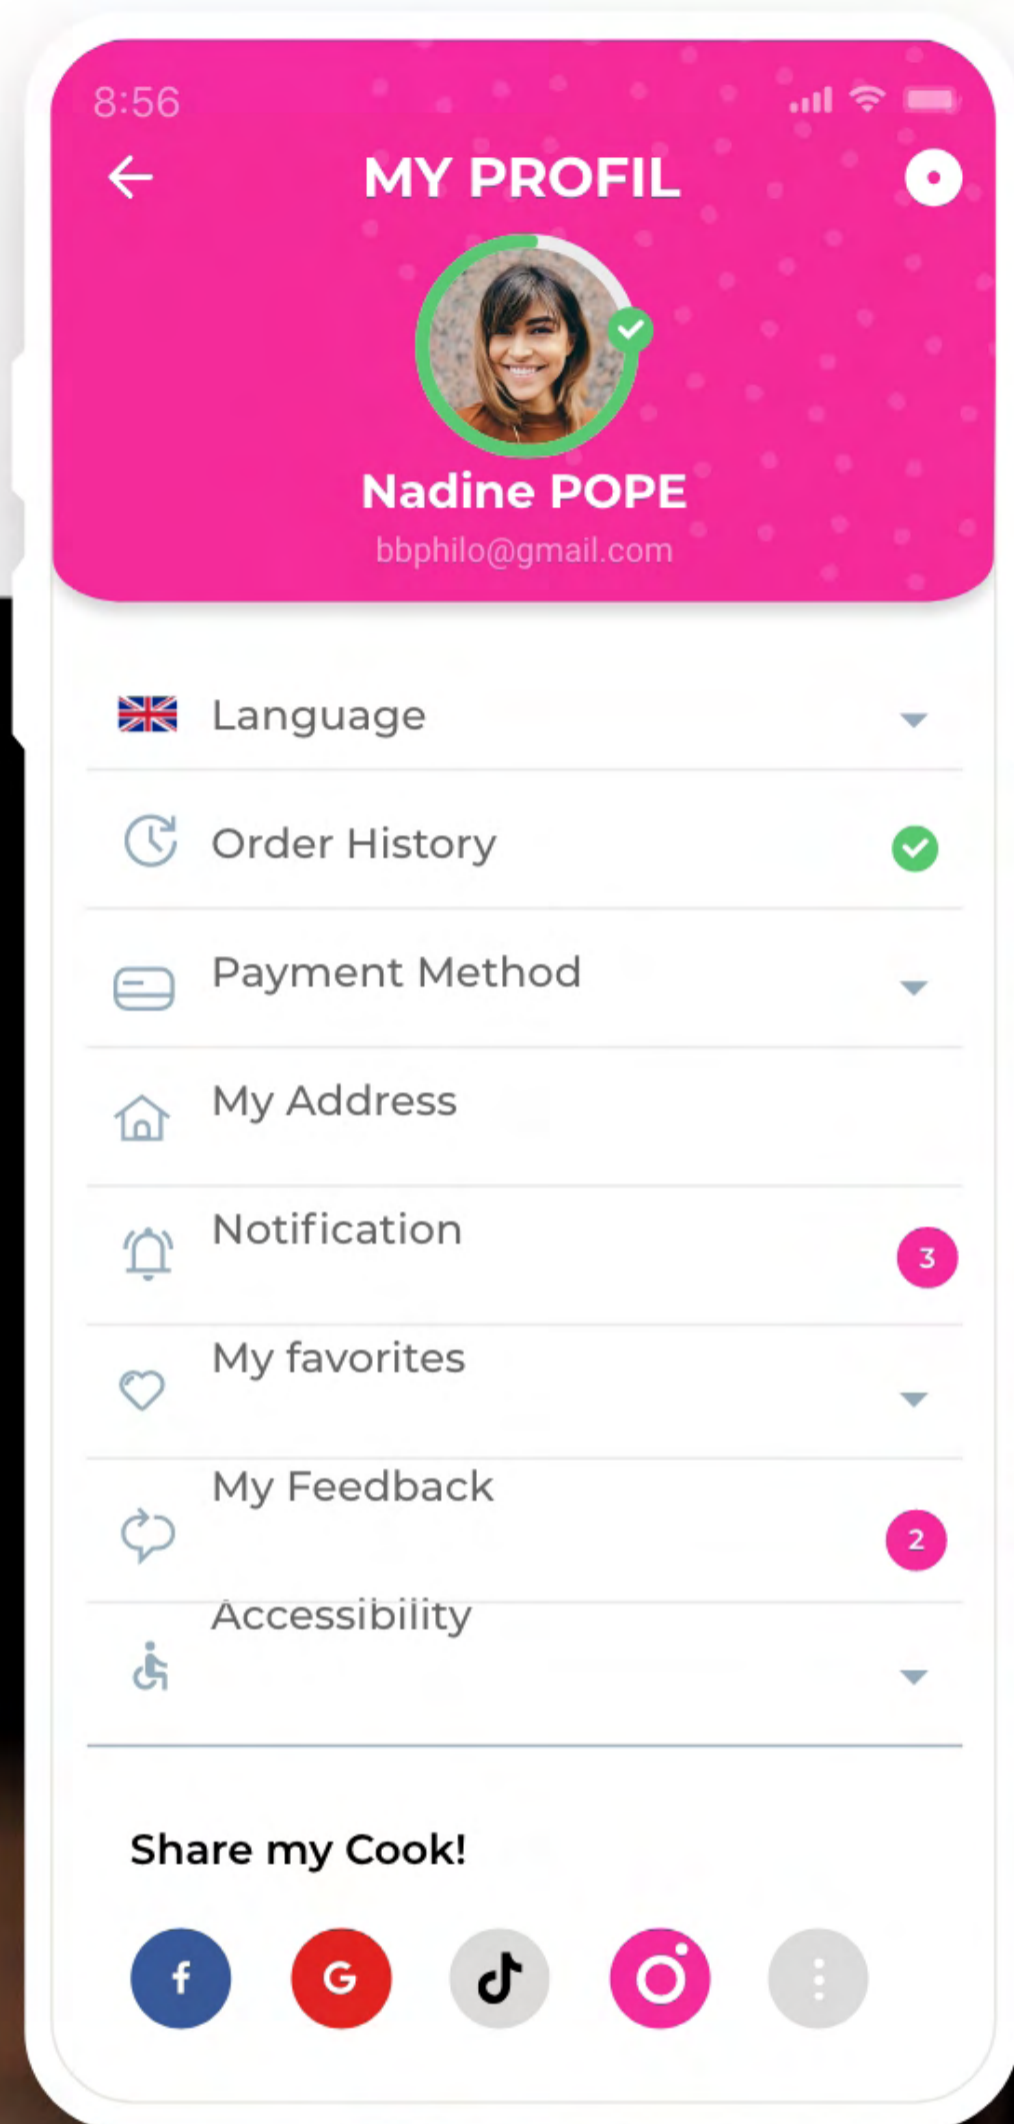 8:56
MY PROFIL
Nadine POPE
bbphilo@gmail.com
Language
Order History
Payment Method
My Address
Notification
3
My favorites
My Feedback
2
Accessibility
Share my Cook!
f
G